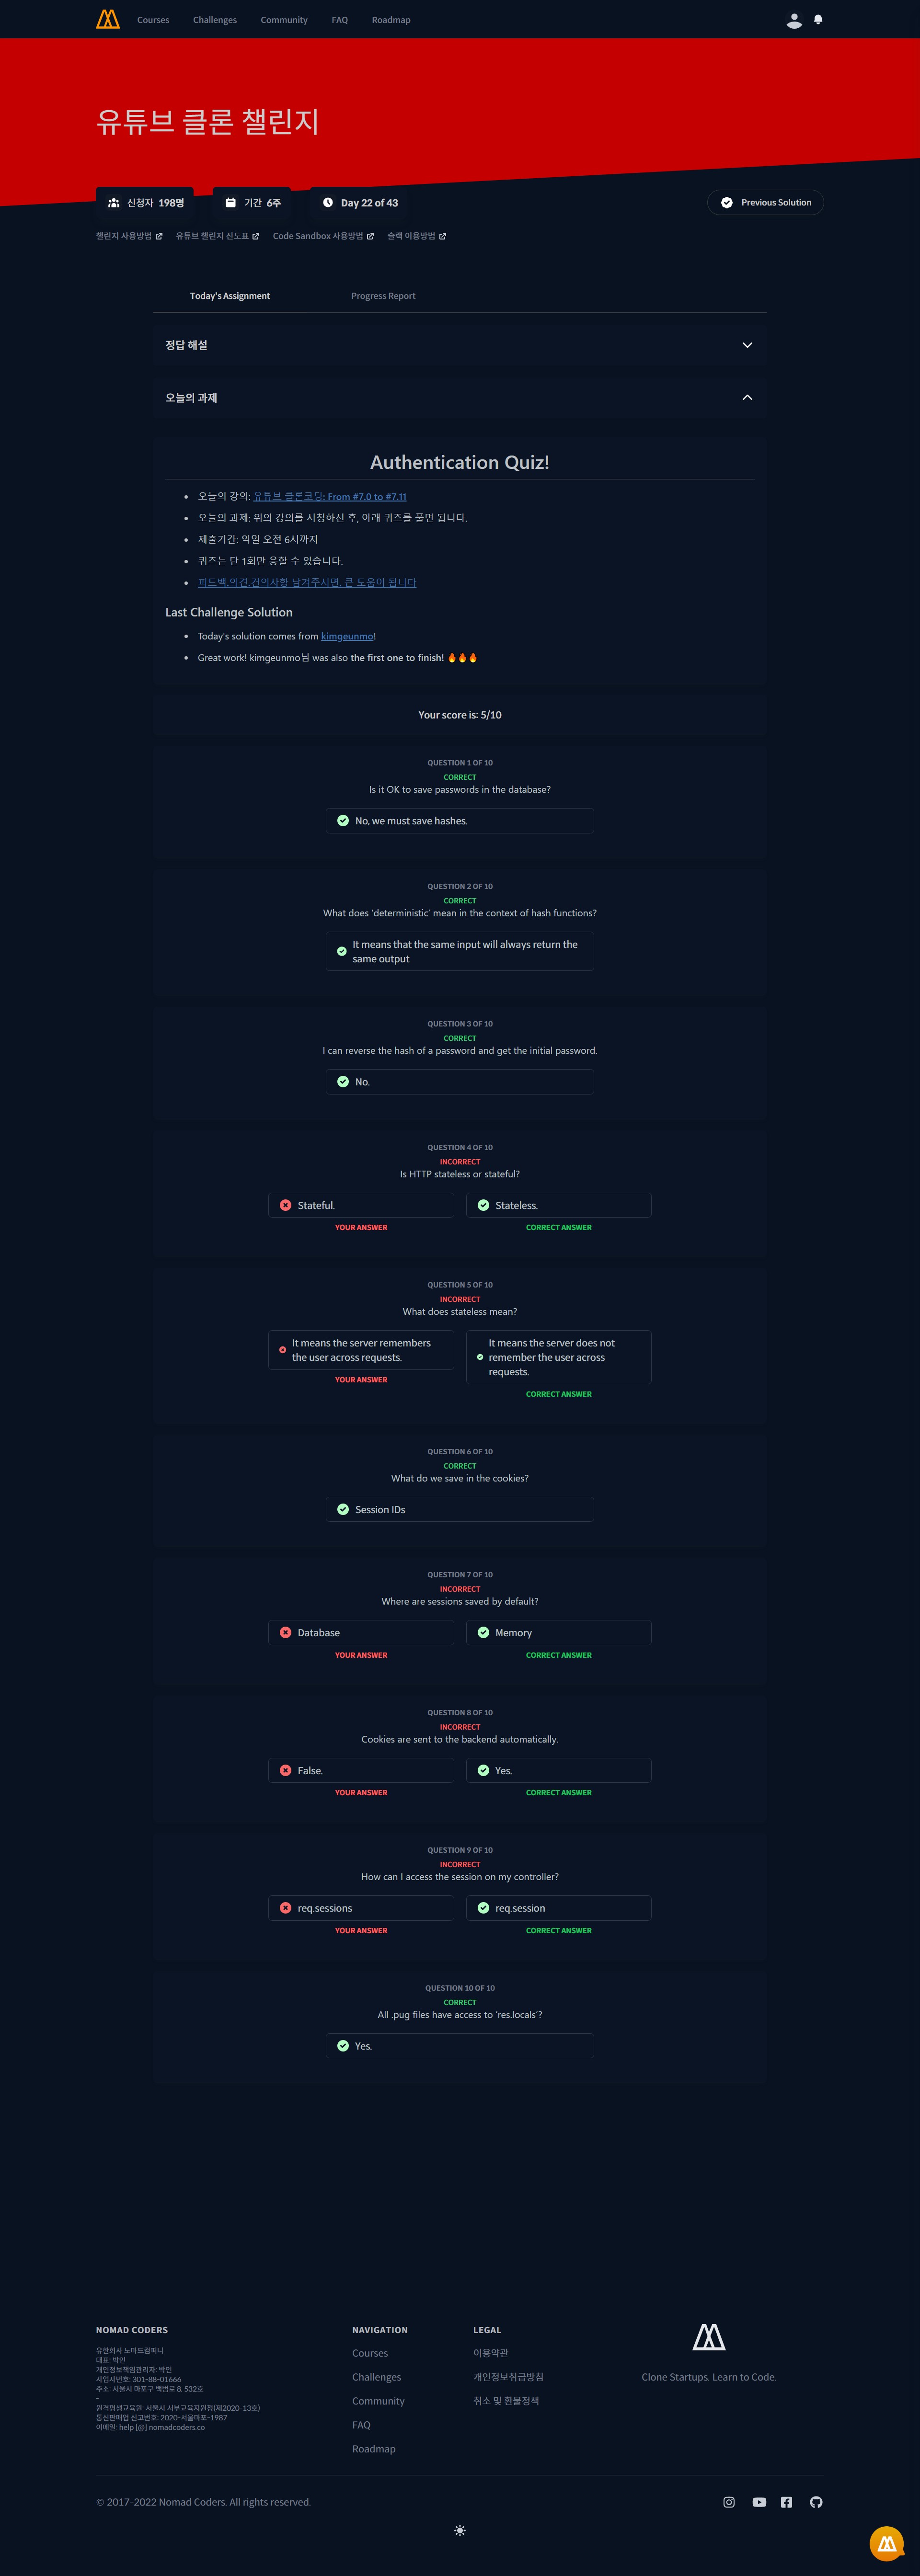 Courses
Challenges
Community
FAQ
Roadmap
유튜브 클론 챌린지
신청자 198명
기간 6주
Day 22 of 43
Previous Solution
챌린지 사용방법
유튜브 챌린지 진도표
Code Sandbox 사용방법
슬랙 이용방법
Today's Assignment
Progress Report
정답 해설
오늘의 과제
Authentication Quiz!
오늘의 강의: 유튜브 클론코딩: From #7.0 to #7.11
오늘의 과제: 위의 강의를 시청하신 후, 아래 퀴즈를 풀면 됩니다.
제출기간: 익일 오전 6시까지
퀴즈는 단 1회만 응할 수 있습니다.
피드백,의견,건의사항 남겨주시면, 큰 도움이 됩니다
Last Challenge Solution
Today's solution comes from kimgeunmo!
Great work! kimgeunmo님 was also the first one to finish! 🔥🔥🔥
Your score is: 5/10
QUESTION 1 OF 10
CORRECT
Is it OK to save passwords in the database?
No, we must save hashes.
QUESTION 2 OF 10
CORRECT
What does 'deterministic' mean in the context of hash functions?
It means that the same input will always return the
same output
QUESTION 3 OF 10
CORRECT
I can reverse the hash of a password and get the initial password.
No.
QUESTION 4 OF 10
INCORRECT
Is HTTP stateless or stateful?
Stateful.
YOUR ANSWER
Stateless.
CORRECT ANSWER
QUESTION 5 OF 10
INCORRECT
What does stateless mean?
It means the server remembers
the user across requests.
YOUR ANSWER
It means the server does not
remember the user across
requests.
CORRECT ANSWER
QUESTION 6 OF 10
CORRECT
What do we save in the cookies?
Session IDs
QUESTION 7 OF 10
INCORRECT
Where are sessions saved by default?
Database
YOUR ANSWER
Memory
CORRECT ANSWER
QUESTION 8 OF 10
INCORRECT
Cookies are sent to the backend automatically.
False.
YOUR ANSWER
Yes.
CORRECT ANSWER
QUESTION 9 OF 10
INCORRECT
How can I access the session on my controller?
req.sessions
YOUR ANSWER
req.session
CORRECT ANSWER
QUESTION 10 OF 10
CORRECT
All .pug files have access to 'res.locals'?
Yes.
NOMAD CODERS
유한회사 노마드컴퍼니
대표: 박인
개인정보책임관리자: 박인
사업자번호: 301-88-01666
주소: 서울시 마포구 백범로 8, 532호
-
원격평생교육원: 서울시 서부교육지원청(제2020-13호)
통신판매업 신고번호: 2020-서울마포-1987
이메일: help [@] nomadcoders.co
NAVIGATION
Courses
Challenges
Community
FAQ
Roadmap
LEGAL
이용약관
개인정보취급방침
취소 및 환불정책
Clone Startups. Learn to Code.
© 2017-2022 Nomad Coders. All rights reserved.